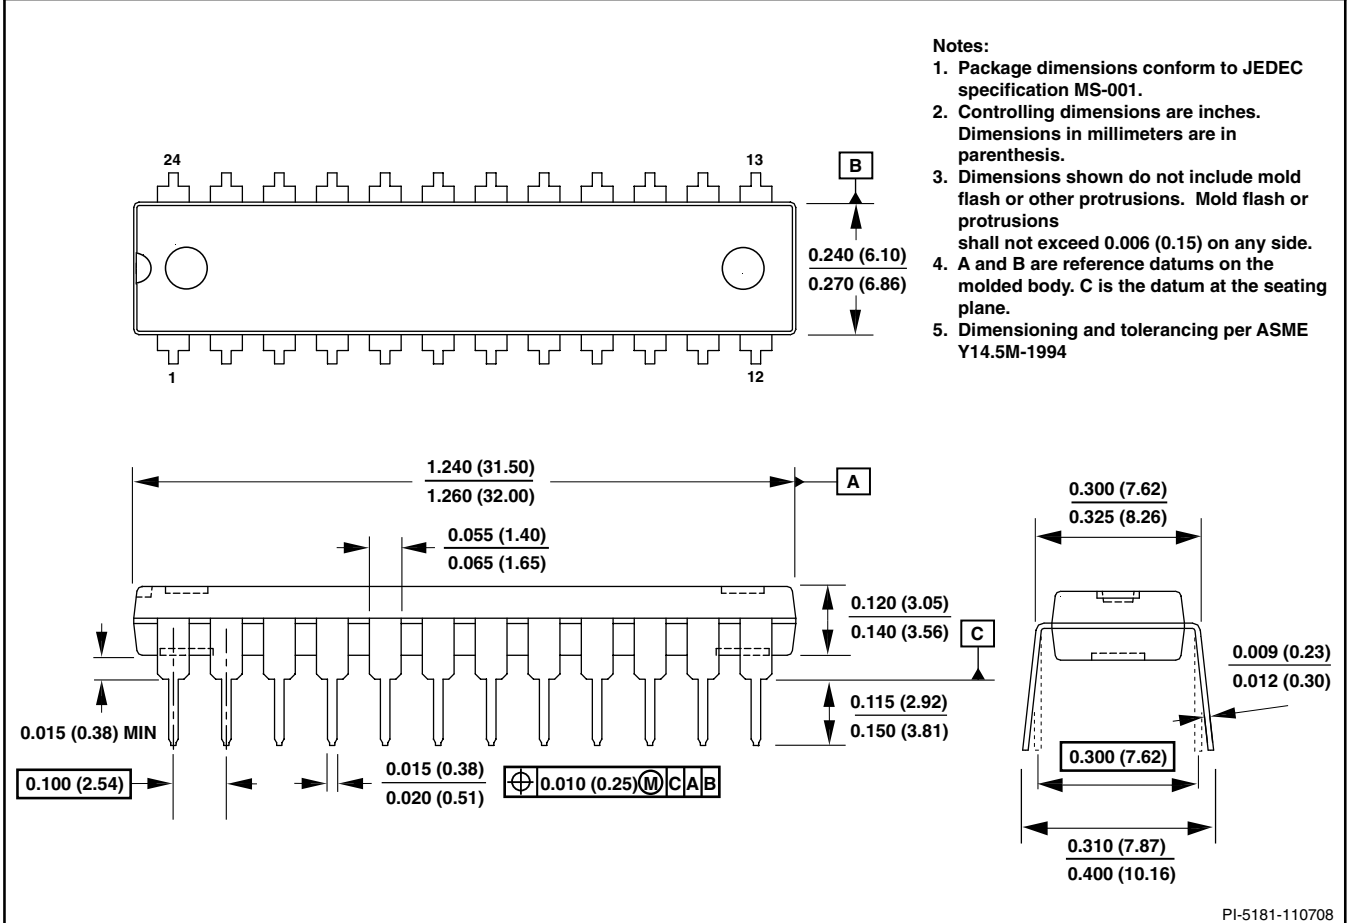 Notes:
1. Package dimensions conform to JEDEC
specification MS-001.
2. Controlling dimensions are inches.
Dimensions in millimeters are in
parenthesis.
3. Dimensions shown do not include mold
flash or other protrusions. Mold flash or
protrusions
shall not exceed 0.006 (0.15) on any side.
4. A and B are reference datums on the
molded body. C is the datum at the seating
plane.
5. Dimensioning and tolerancing per ASME
Y14.5M-1994
24
13
B
0.240 (6.10)
0.270 (6.86)
1
12
1.240 (31.50)
1.260 (32.00)
A
0.055 (1.40)
0.065 (1.65)
0.120 (3.05)
0.140 (3.56)
C
0.115 (2.92)
0.150 (3.81)
0.015 (0.38) MIN
0.100 (2.54)
0.015 (0.38)
0.020 (0.51)
⌖ 0.010 (0.25) Ⓜ C A B
0.300 (7.62)
0.325 (8.26)
0.009 (0.23)
0.012 (0.30)
0.300 (7.62)
0.310 (7.87)
0.400 (10.16)
PI-5181-110708